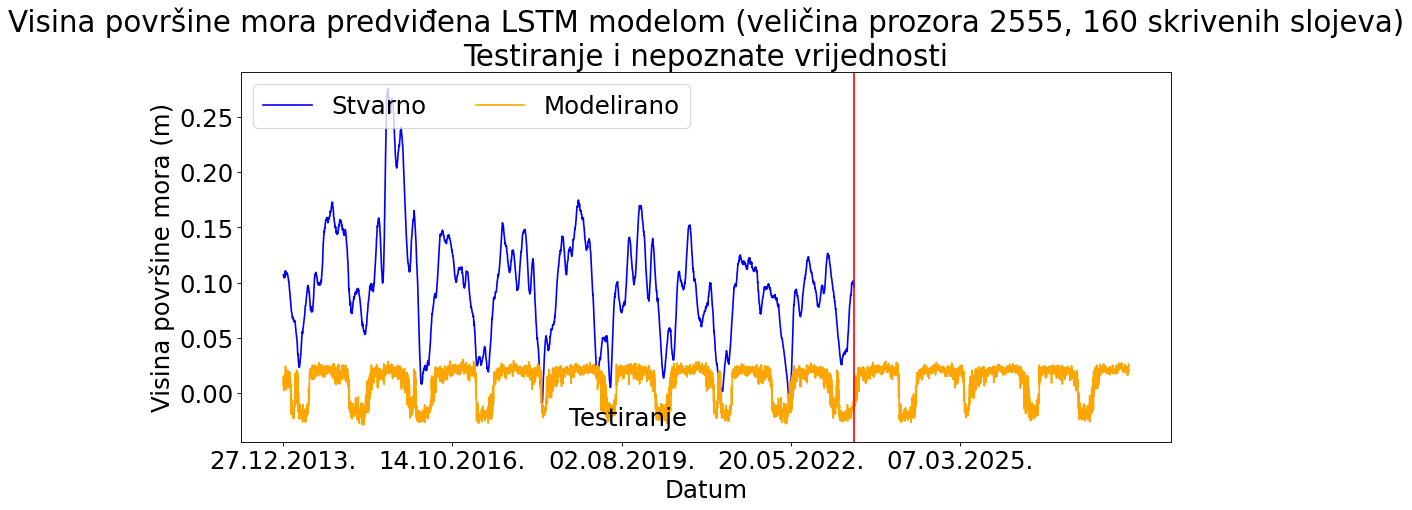 Visina površine mora predviđena LSTM modelom (veličina prozora 2555, 160 skrivenih slojeva)
Testiranje i nepoznate vrijednosti
Stvarno
Modelirano
Visina površine mora (m)
0.25
0.20
0.15
0.10
0.05
0.00
Testiranje
27.12.2013.
14.10.2016.
02.08.2019.
20.05.2022.
07.03.2025.
Datum